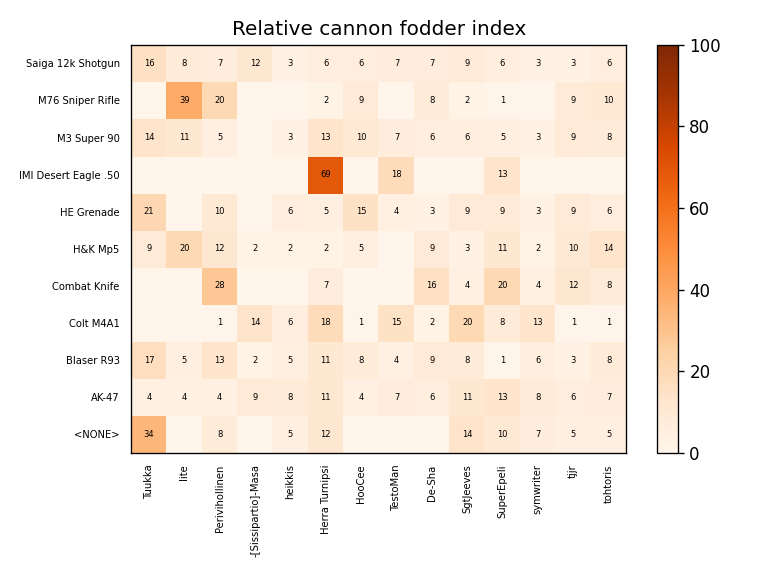 Relative cannon fodder index
Saiga 12k Shotgun 16 8 7 12 3 6 6 7 7 9 6 3 3 6
M76 Sniper Rifle 39 20 2 9 8 2 1 9 10
M3 Super 90 14 11 5 3 13 10 7 6 6 5 3 9 8
IMI Desert Eagle .50 69 18 13
HE Grenade 21 10 6 5 15 4 3 9 9 3 9 6
H&K Mp5 9 20 12 2 2 2 5 9 3 11 2 10 14
Combat Knife 28 7 16 4 20 4 12 8
Colt M4A1 1 14 6 18 1 15 2 20 8 13 1 1
Blaser R93 17 5 13 2 5 11 8 4 9 8 1 6 3 8
AK-47 4 4 4 9 8 11 4 7 6 11 13 8 6 7
<NONE> 34 8 5 12 14 10 7 5 5
Tuukka
lite
Perivihollinen
-[Sissipartio]-Masa
heikkis
Herra Turnipsi
HooCee
TestoMan
De-Sha
SgtJeeves
SuperEpeli
symwriter
tjjr
tohtoris
100
80
60
40
20
0